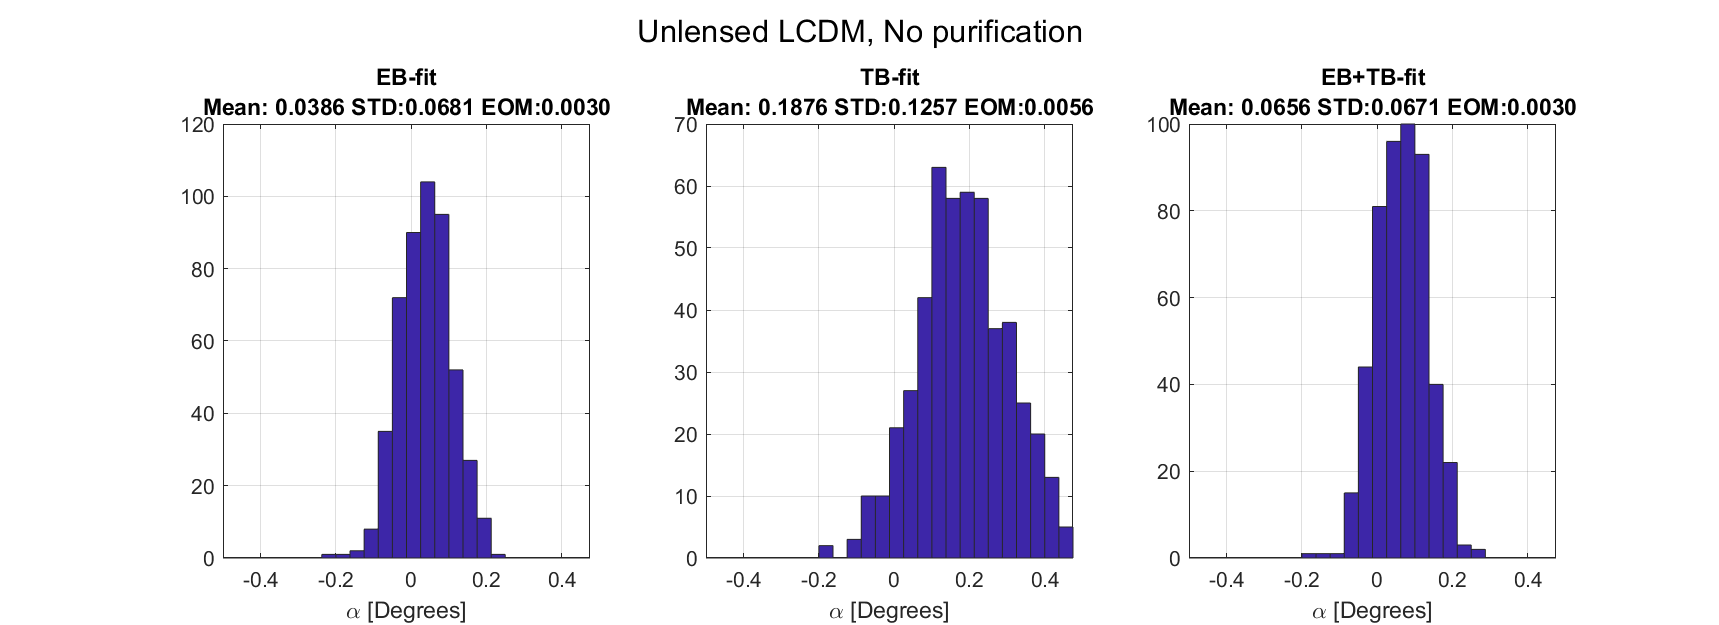 Unlensed LCDM, No purification
EB-fit
Mean: 0.0386 STD:0.0681 EOM:0.0030
120
100
80
60
40
20
0
-0.4 -0.2 0 0.2 0.4
α [Degrees]
TB-fit
Mean: 0.1876 STD:0.1257 EOM:0.0056
70
60
50
40
30
20
10
0
-0.4 -0.2 0 0.2 0.4
α [Degrees]
EB+TB-fit
Mean: 0.0656 STD:0.0671 EOM:0.0030
100
80
60
40
20
0
-0.4 -0.2 0 0.2 0.4
α [Degrees]